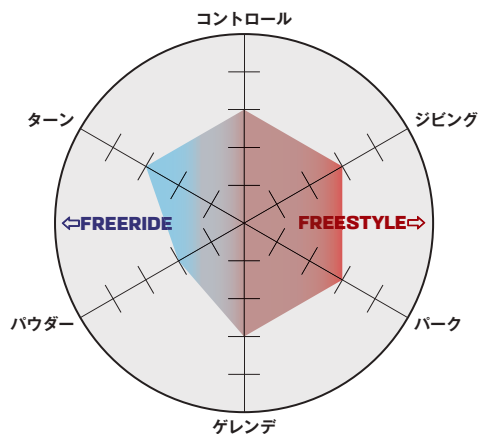 コントロール
ターン
ジビング
⇦FREERIDE
FREESTYLE⇨
パウダー
パーク
ゲレンデ